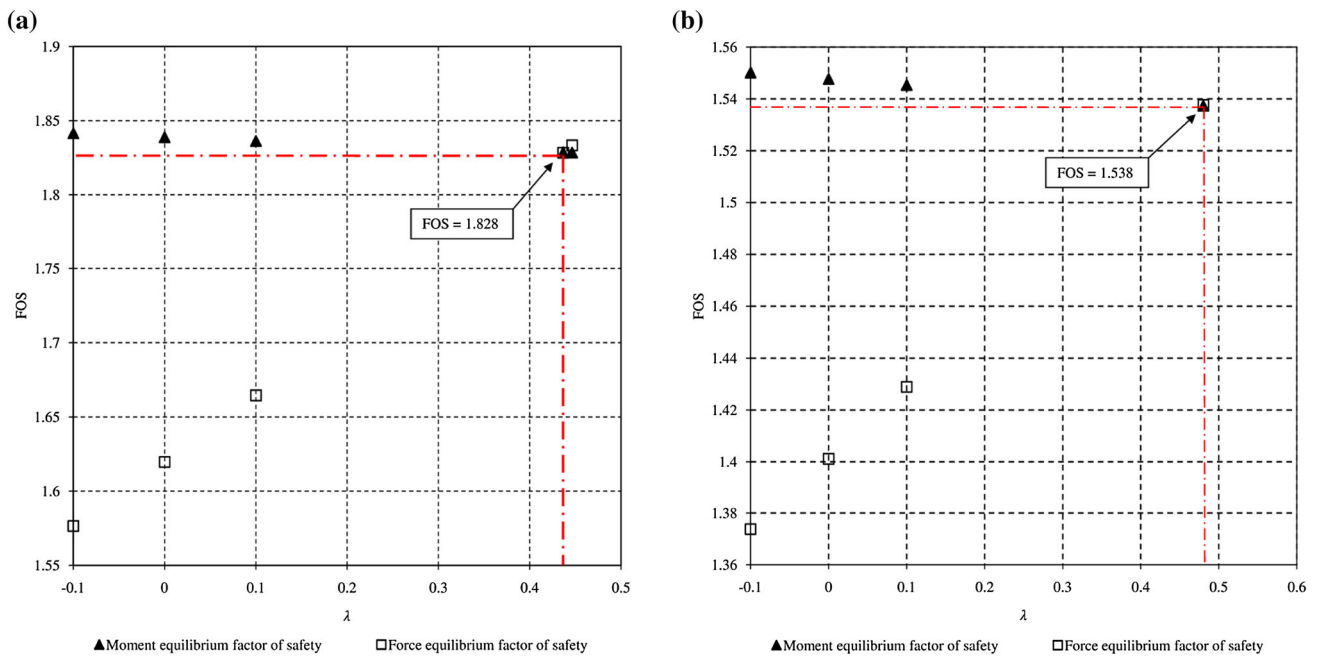 (a)
1.9
1.85
1.8
1.75
1.7
1.65
1.6
1.55
FOS
FOS = 1.828
-0.1 0 0.1 0.2 0.3 0.4 0.5
λ
▲Moment equilibrium factor of safety □Force equilibrium factor of safety
(b)
1.56
1.54
1.52
1.5
1.48
1.46
1.44
1.42
1.4
1.38
1.36
FOS
FOS = 1.538
-0.1 0 0.1 0.2 0.3 0.4 0.5 0.6
λ
▲Moment equilibrium factor of safety □Force equilibrium factor of safety